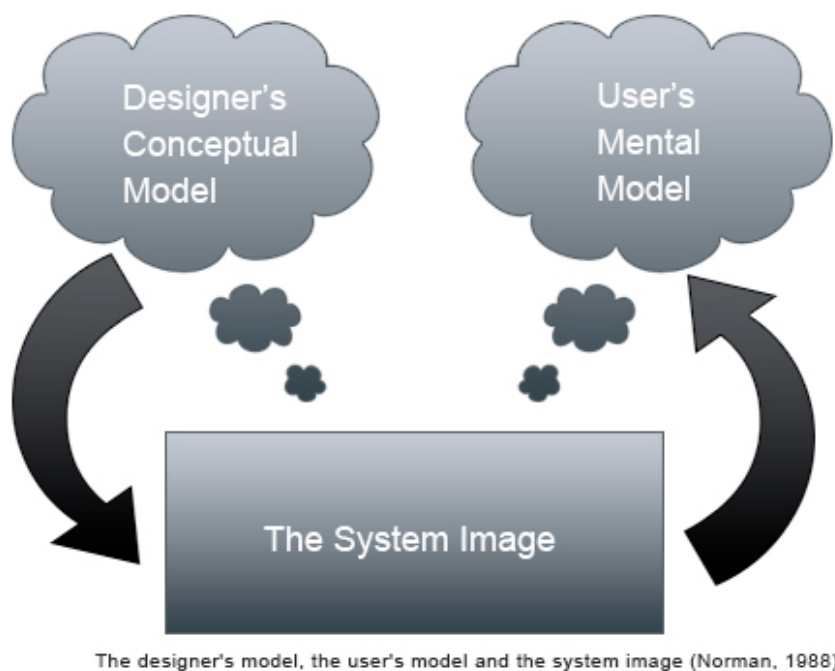 Designer's
Conceptual
Model
User's
Mental
Model
The System Image
The designer's model, the user's model and the system image (Norman, 1988)